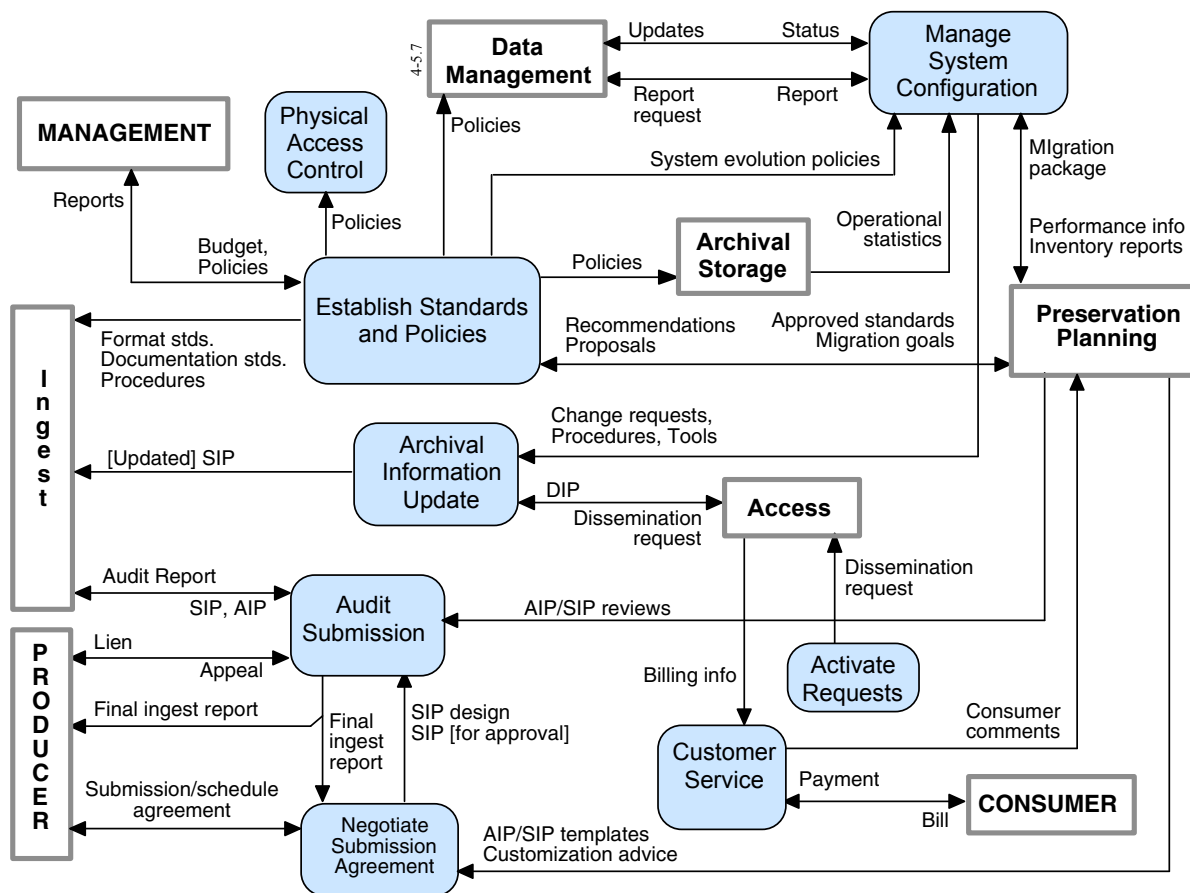 4-5.7
Data
Management
Updates
Status
Report
request
Report
Manage
System
Configuration
MANAGEMENT
Physical
Access
Control
Policies
System evolution policies
MIgration
package
Reports
Policies
Operational
statistics
Performance info
Inventory reports
Budget,
Policies
Policies
Archival
Storage
Establish Standards
and Policies
Recommendations
Proposals
Approved standards
Migration goals
Preservation
Planning
Format stds.
Documentation stds.
Procedures
Ingest
Change requests,
Procedures, Tools
[Updated] SIP
Archival
Information
Update
DIP
Dissemination
request
Access
Dissemination
request
Audit Report
SIP, AIP
Audit
Submission
AIP/SIP reviews
PRODUCER
Lien
Appeal
Billing info
Activate
Requests
Final ingest report
Final
ingest
report
SIP design
SIP [for approval]
Consumer
comments
Customer
Service
Payment
Bill
CONSUMER
Submission/schedule
agreement
Negotiate
Submission
Agreement
AIP/SIP templates
Customization advice